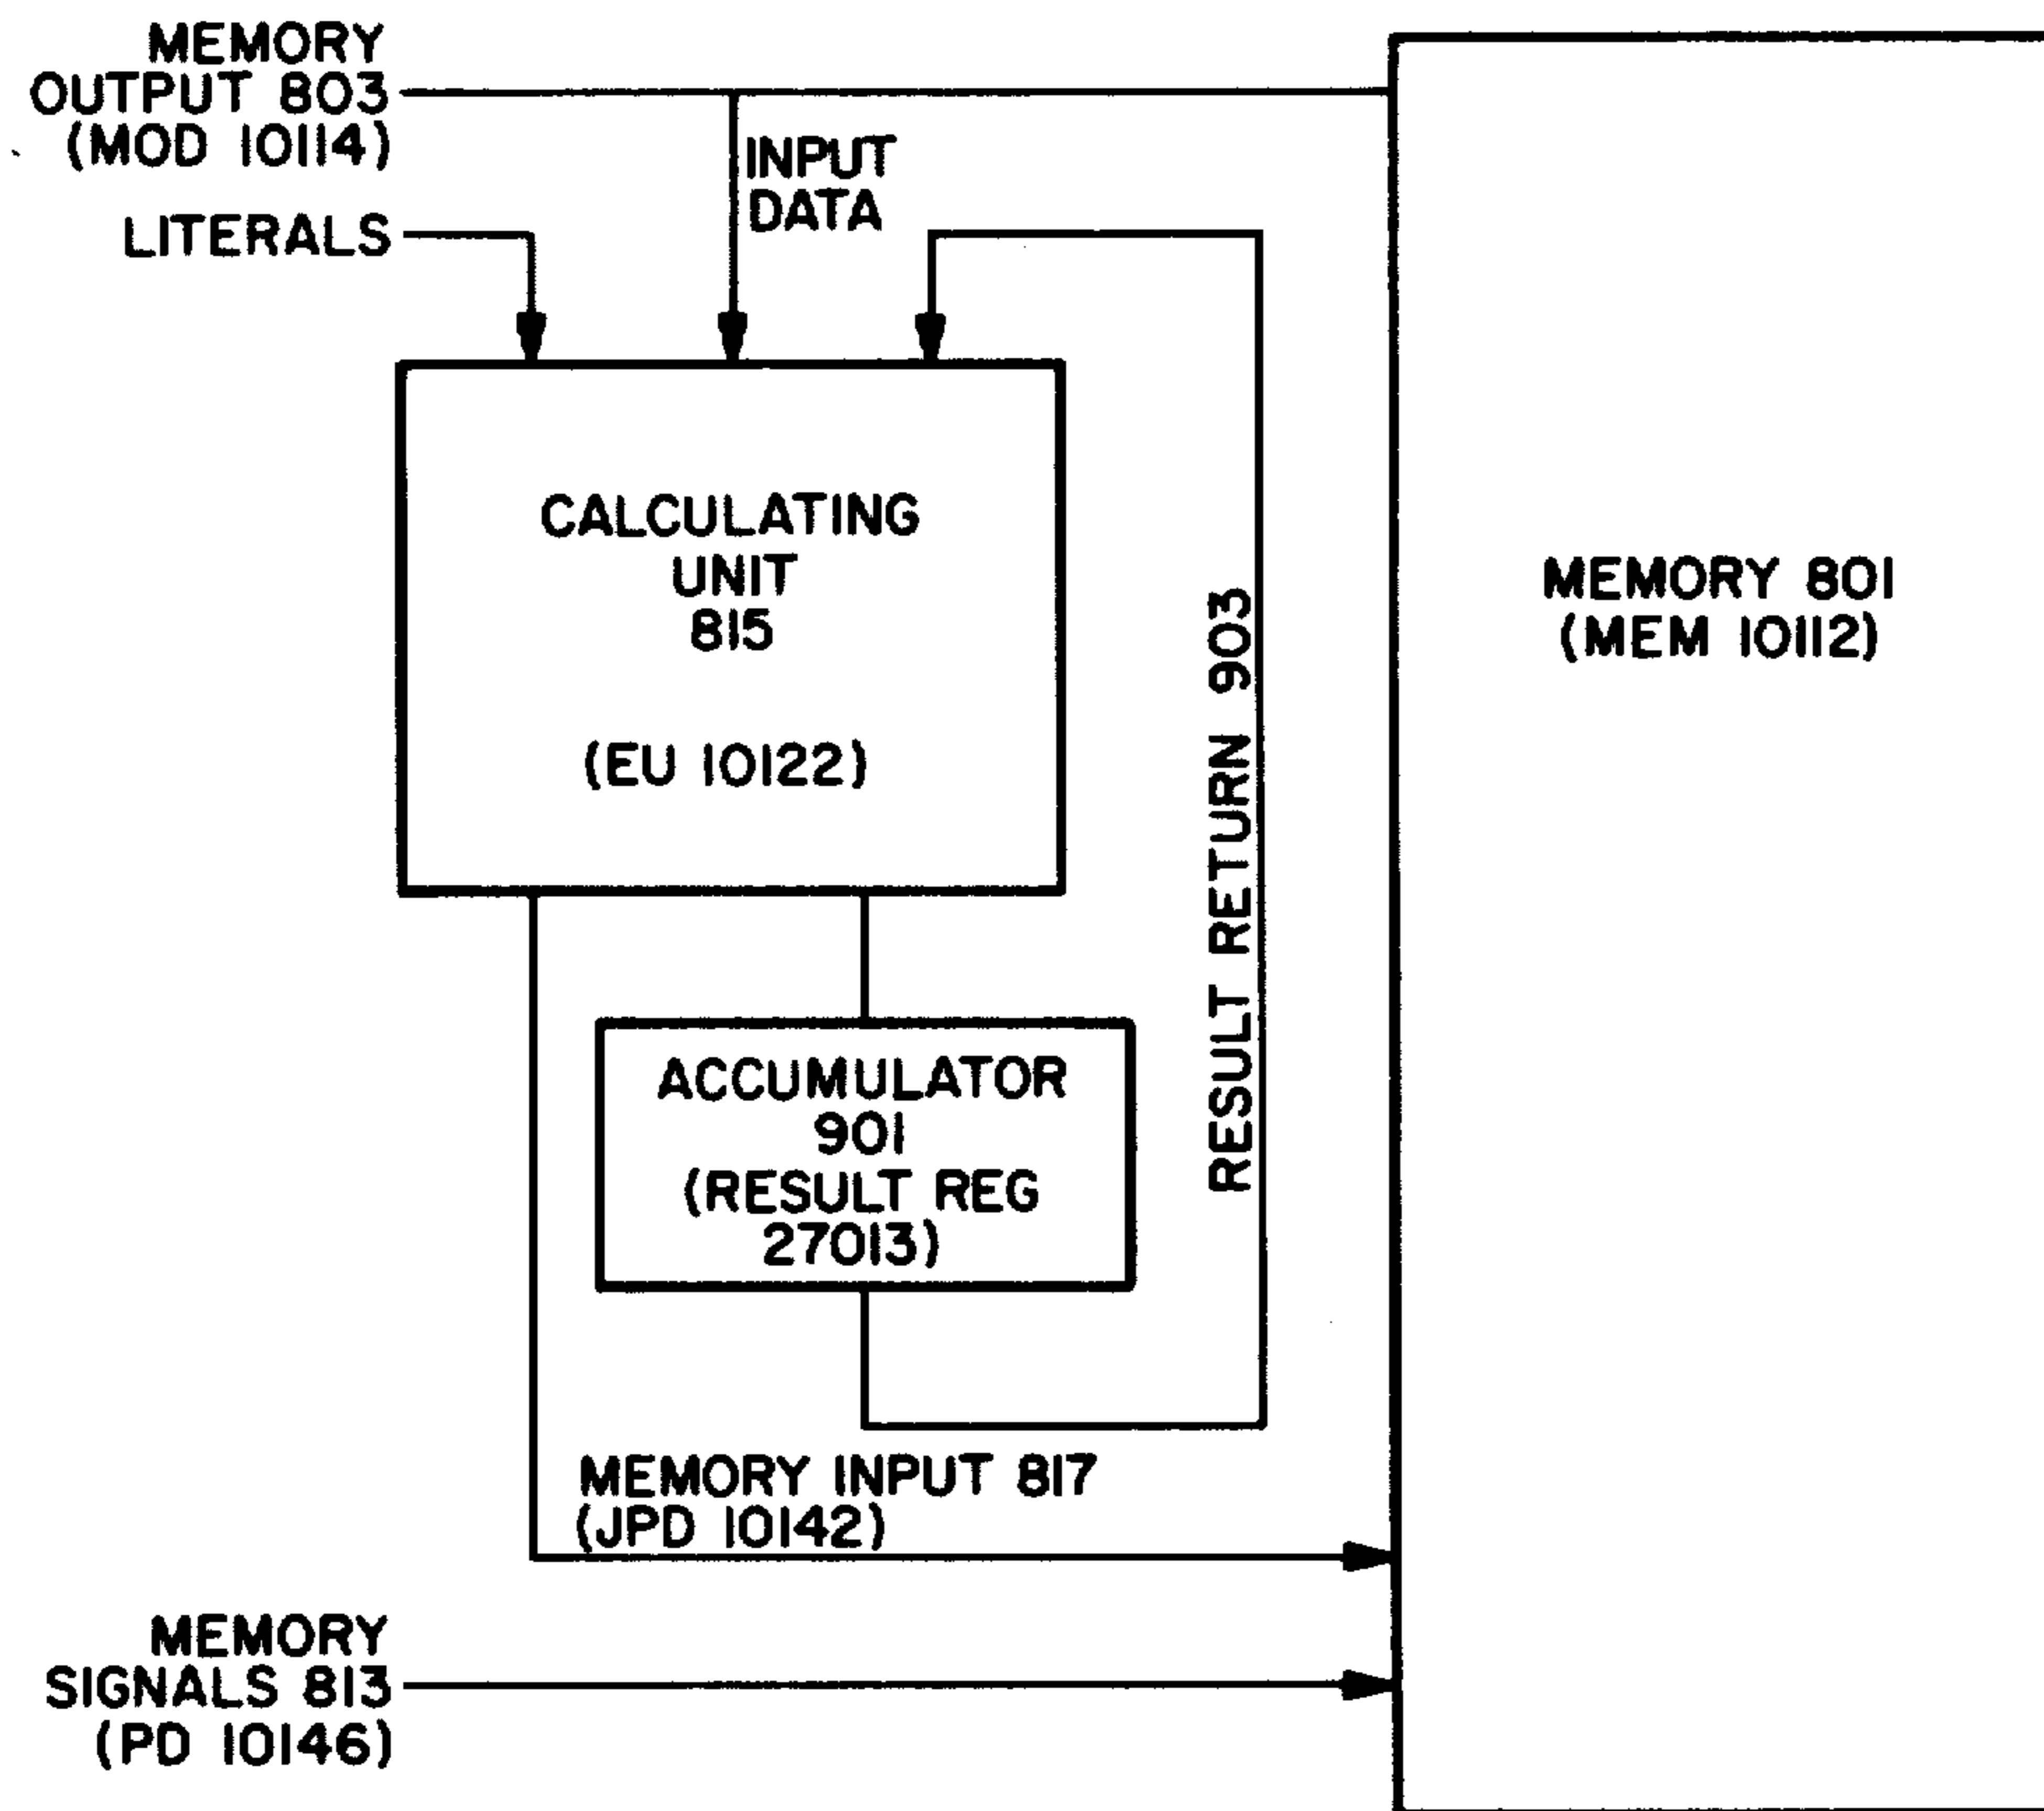 MEMORY
OUTPUT 803
(MOD 10114)
INPUT
DATA
LITERALS
CALCULATING
UNIT
815
(EU 10122)
RESULT RETURN 903
MEMORY 801
(MEM 10112)
ACCUMULATOR
901
(RESULT REG
27013)
MEMORY INPUT 817
(JPD 10142)
MEMORY
SIGNALS 813
(PD 10146)